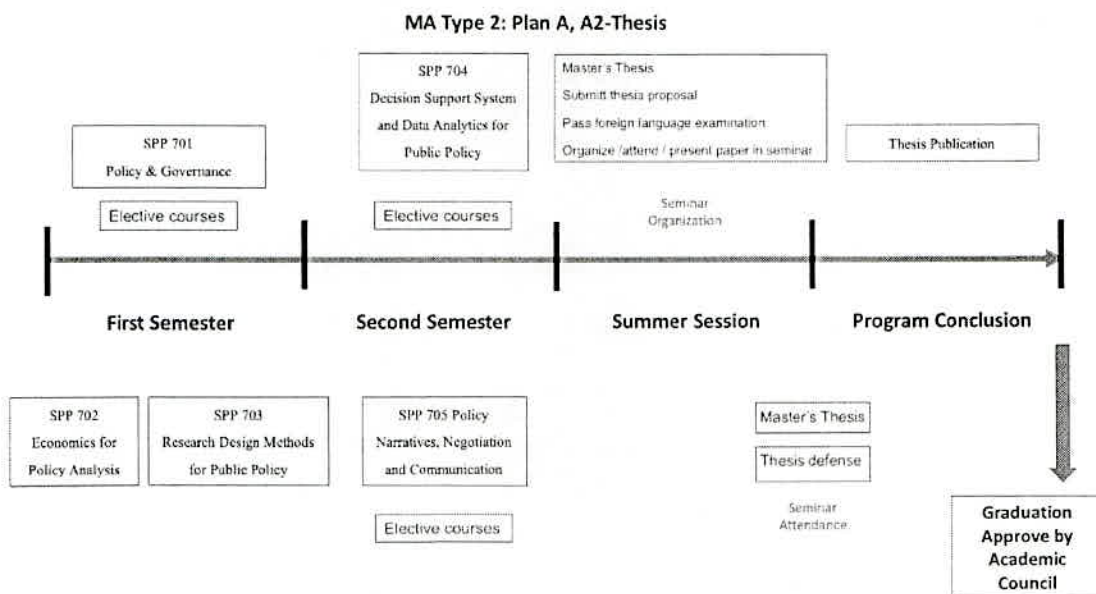 MA Type 2: Plan A, A2-Thesis
SPP 701
Policy & Governance
Elective courses
SPP 704
Decision Support System
and Data Analytics for
Public Policy
Elective courses
Master's Thesis
Submitt thesis proposal
Pass foreign language examination
Organize /attend / present paper in seminar
Seminar
Organization
Thesis Publication
First Semester
Second Semester
Summer Session
Program Conclusion
SPP 702
Economics for
Policy Analysis
SPP 703
Research Design Methods
for Public Policy
SPP 705 Policy
Narratives, Negotiation
and Communication
Elective courses
Master's Thesis
Thesis defense
Seminar
Attendance
Graduation
Approve by
Academic
Council